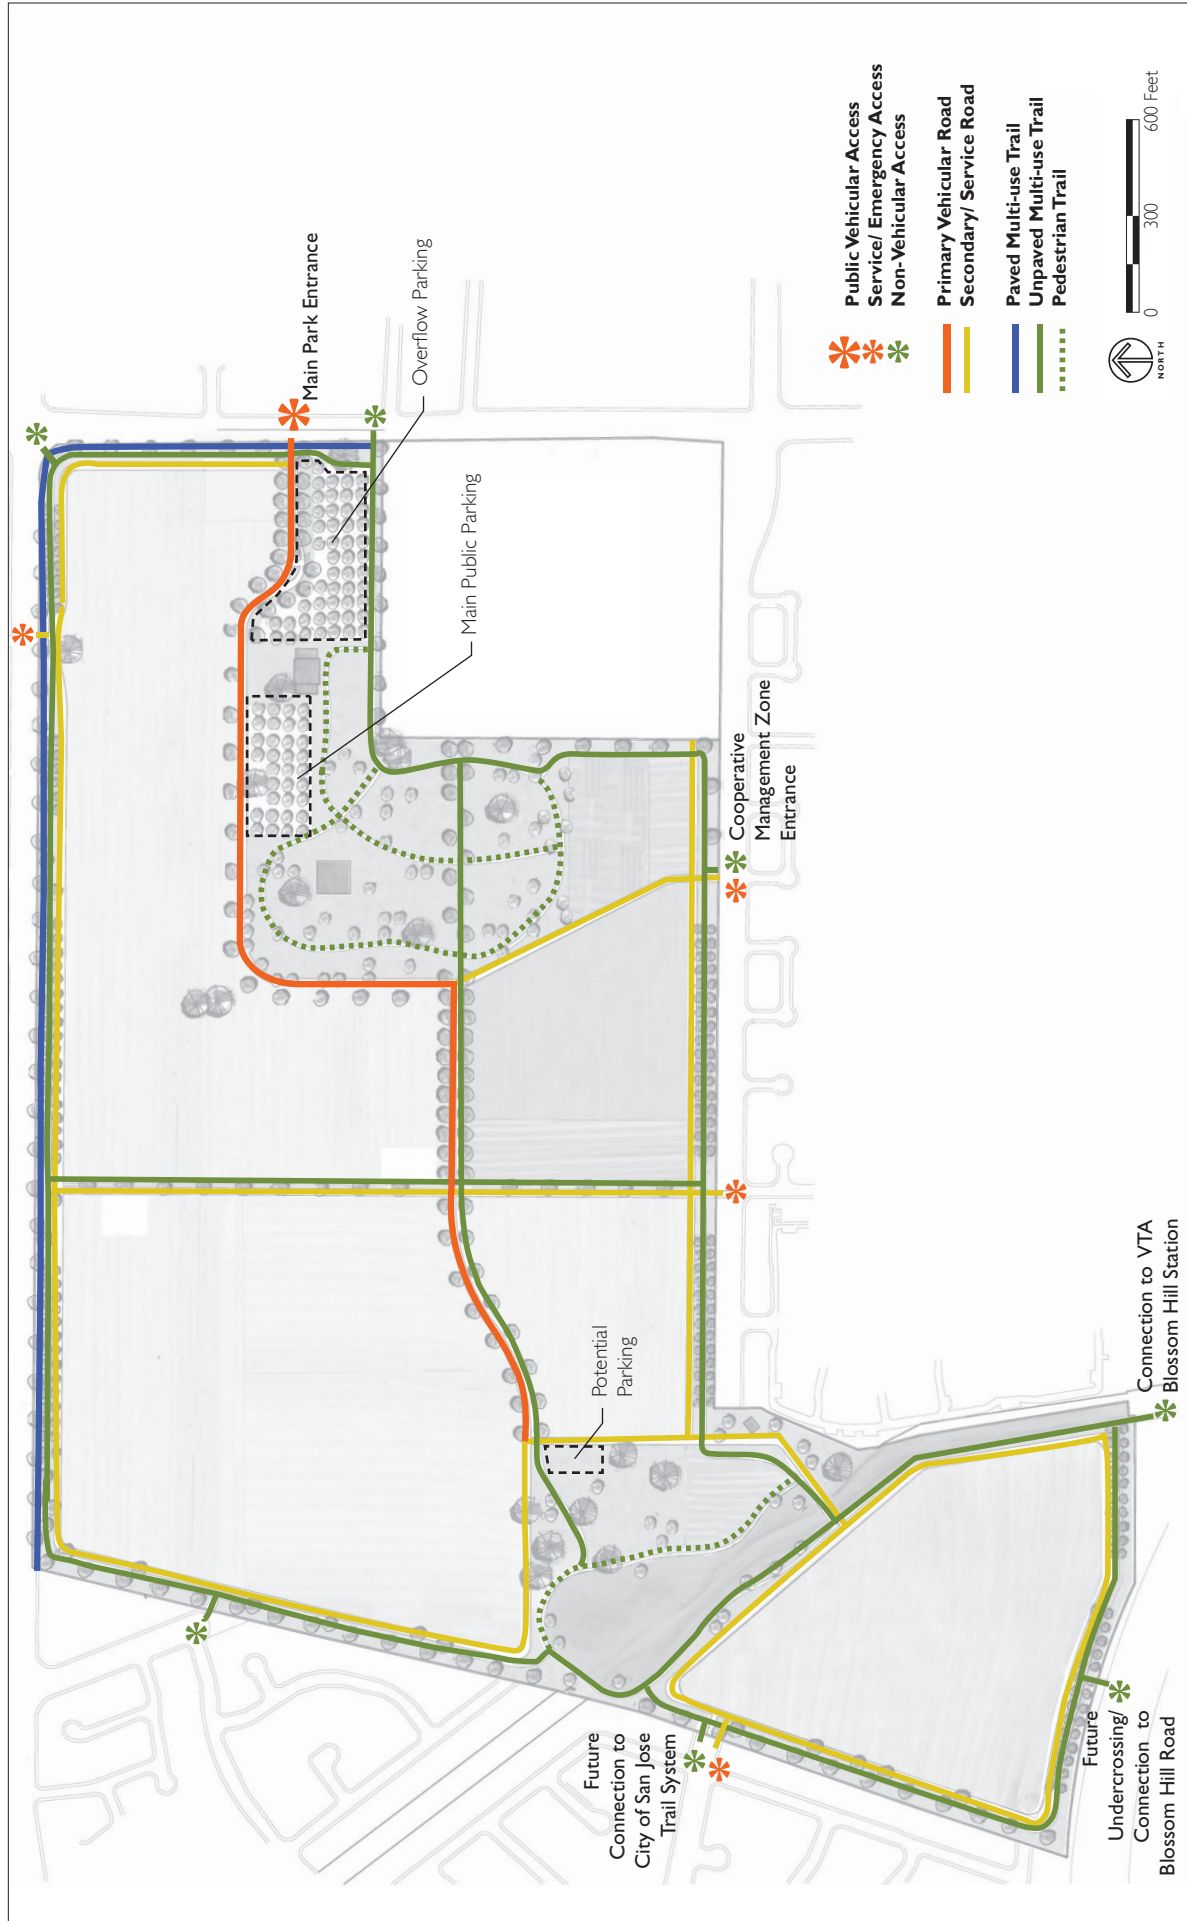 Main Park Entrance
Overflow Parking
Main Public Parking
Cooperative
Management Zone
Entrance
Potential
Parking
Connection to VTA
Blossom Hill Station
Future
Connection to
City of San Jose
Trail System
Future
Undercrossing/
Connection to
Blossom Hill Road
Public Vehicular Access
Service/ Emergency Access
Non-Vehicular Access
Primary Vehicular Road
Secondary/ Service Road
Paved Multi-use Trail
Unpaved Multi-use Trail
Pedestrian Trail
NORTH
0 300 600 Feet